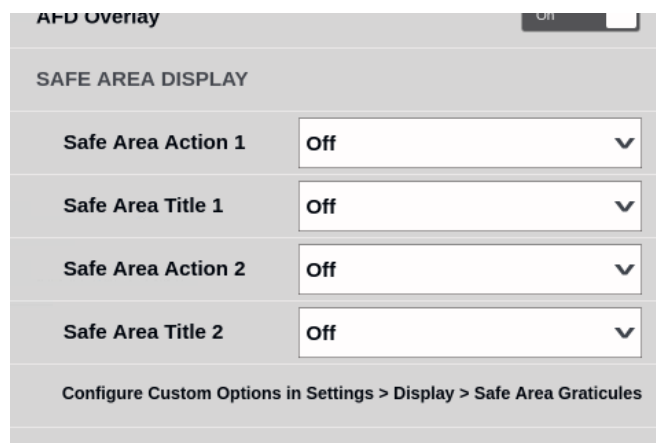 AFD Overlay
On
SAFE AREA DISPLAY
Safe Area Action 1
Off
Safe Area Title 1
Off
Safe Area Action 2
Off
Safe Area Title 2
Off
Configure Custom Options in Settings > Display > Safe Area Graticules